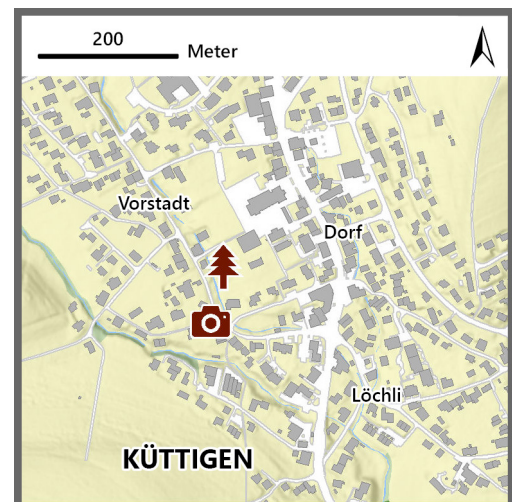 200
Meter
Vorstadt
Dorf
Löchli
KÜTTIGEN